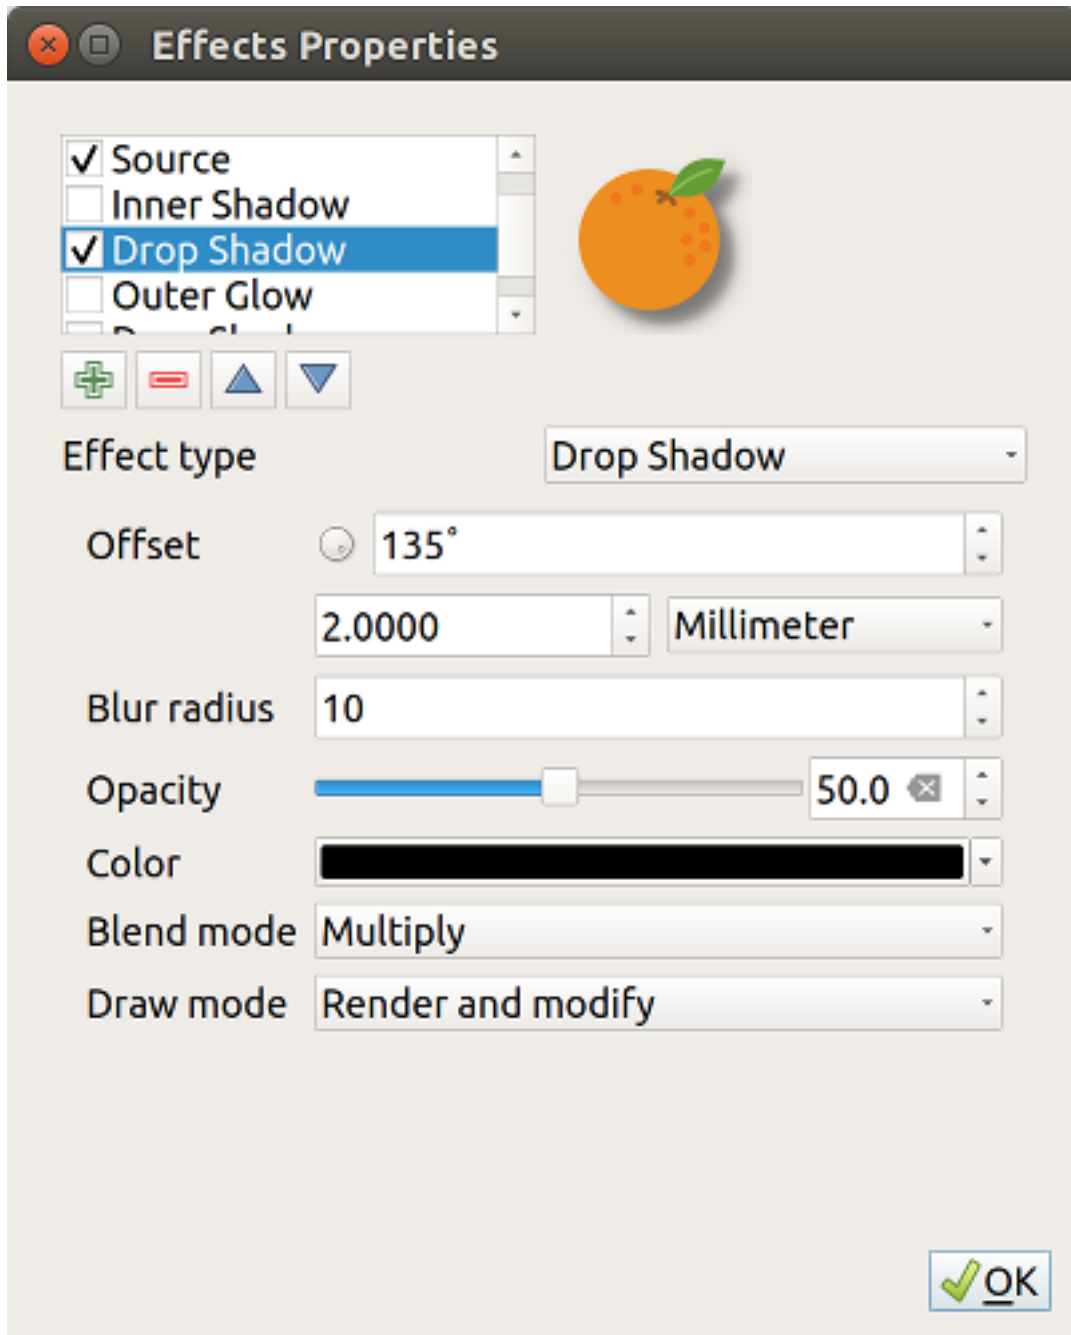 Effects Properties
Source
Inner Shadow
Drop Shadow
Outer Glow
Effect type Drop Shadow
Offset 135˚
2.0000 Millimeter
Blur radius 10
Opacity 50.0
Color
Blend mode Multiply
Draw mode Render and modify
OK